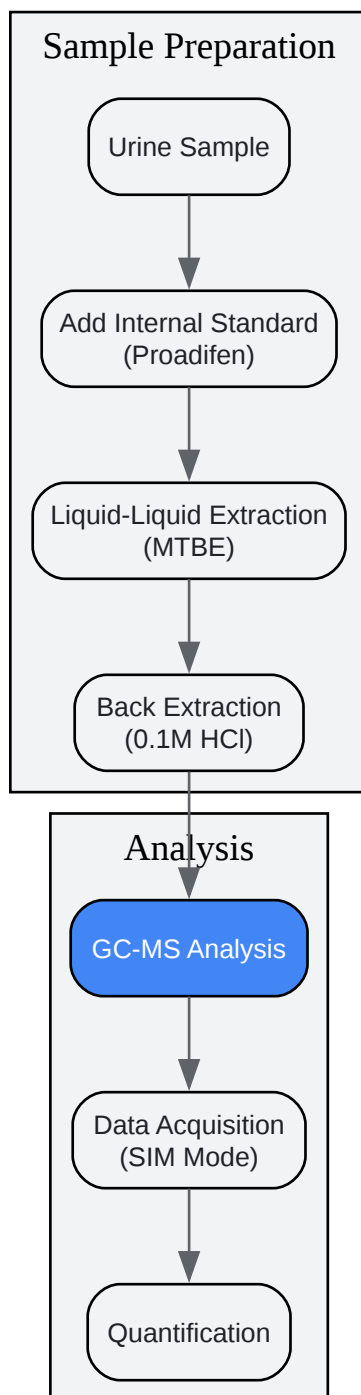 Sample Preparation
Urine Sample
Add Internal Standard
(Proadifen)
Liquid-Liquid Extraction
(MTBE)
Back Extraction
(0.1M HCl)
Analysis
GC-MS Analysis
Data Acquisition
(SIM Mode)
Quantification